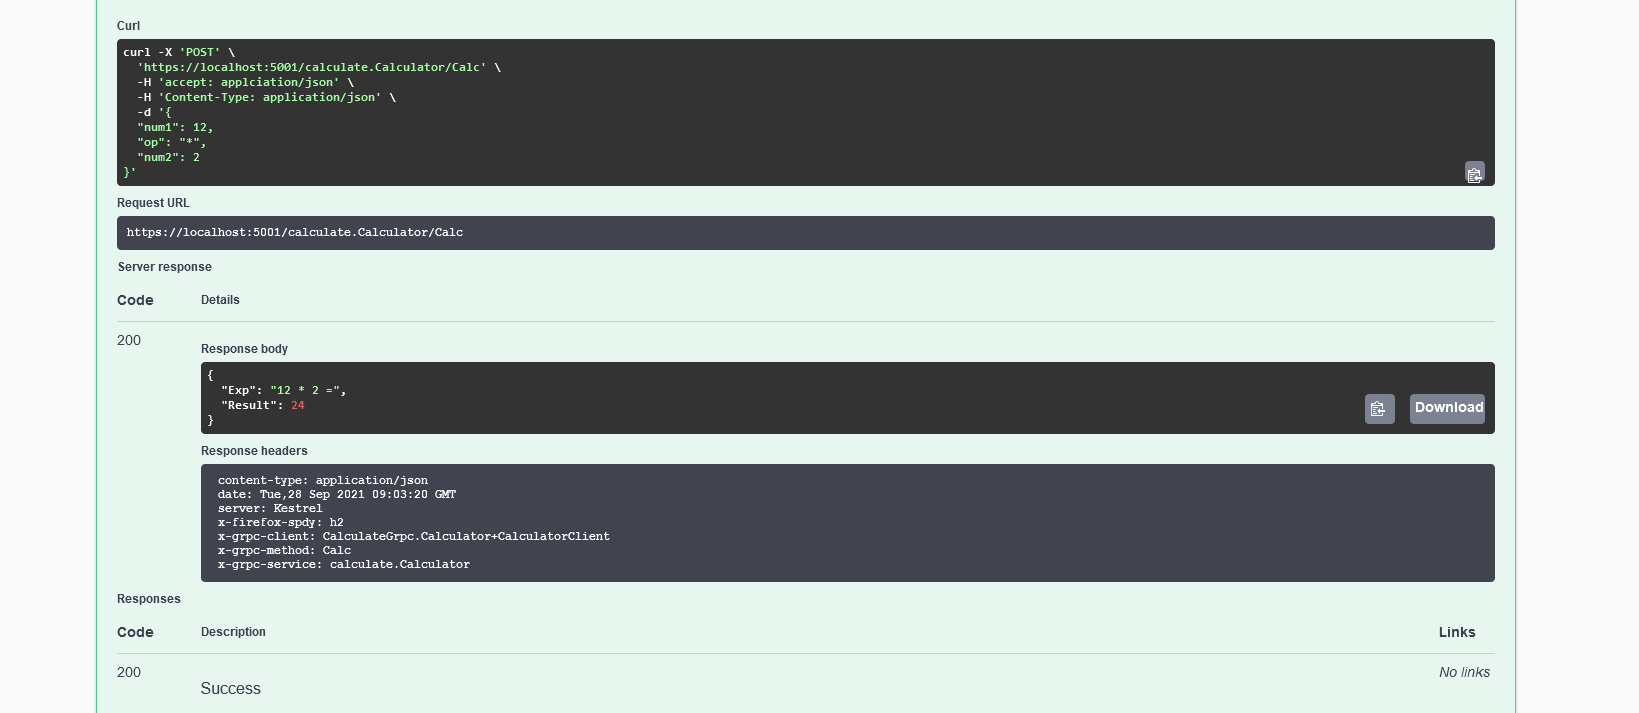 Curl
curl -X 'POST' \
'https://localhost:5001/calculate.Calculator/Calc' \
-H 'accept: applciation/json' \
-H 'Content-Type: application/json' \
-d '{
"num1": 12,
"op": "*",
"num2": 2
}'
Request URL
https://localhost:5001/calculate.Calculator/Calc
Server response
Code Details
200
Response body
{
"Exp": "12 * 2 =",
"Result": 24
}
Download
Response headers
content-type: application/json
date: Tue,28 Sep 2021 09:03:20 GMT
server: Kestrel
x-firefox-spdy: h2
x-grpc-client: CalculateGrpc.Calculator+CalculatorClient
x-grpc-method: Calc
x-grpc-service: calculate.Calculator
Responses
Code Description Links
200 No links
Success